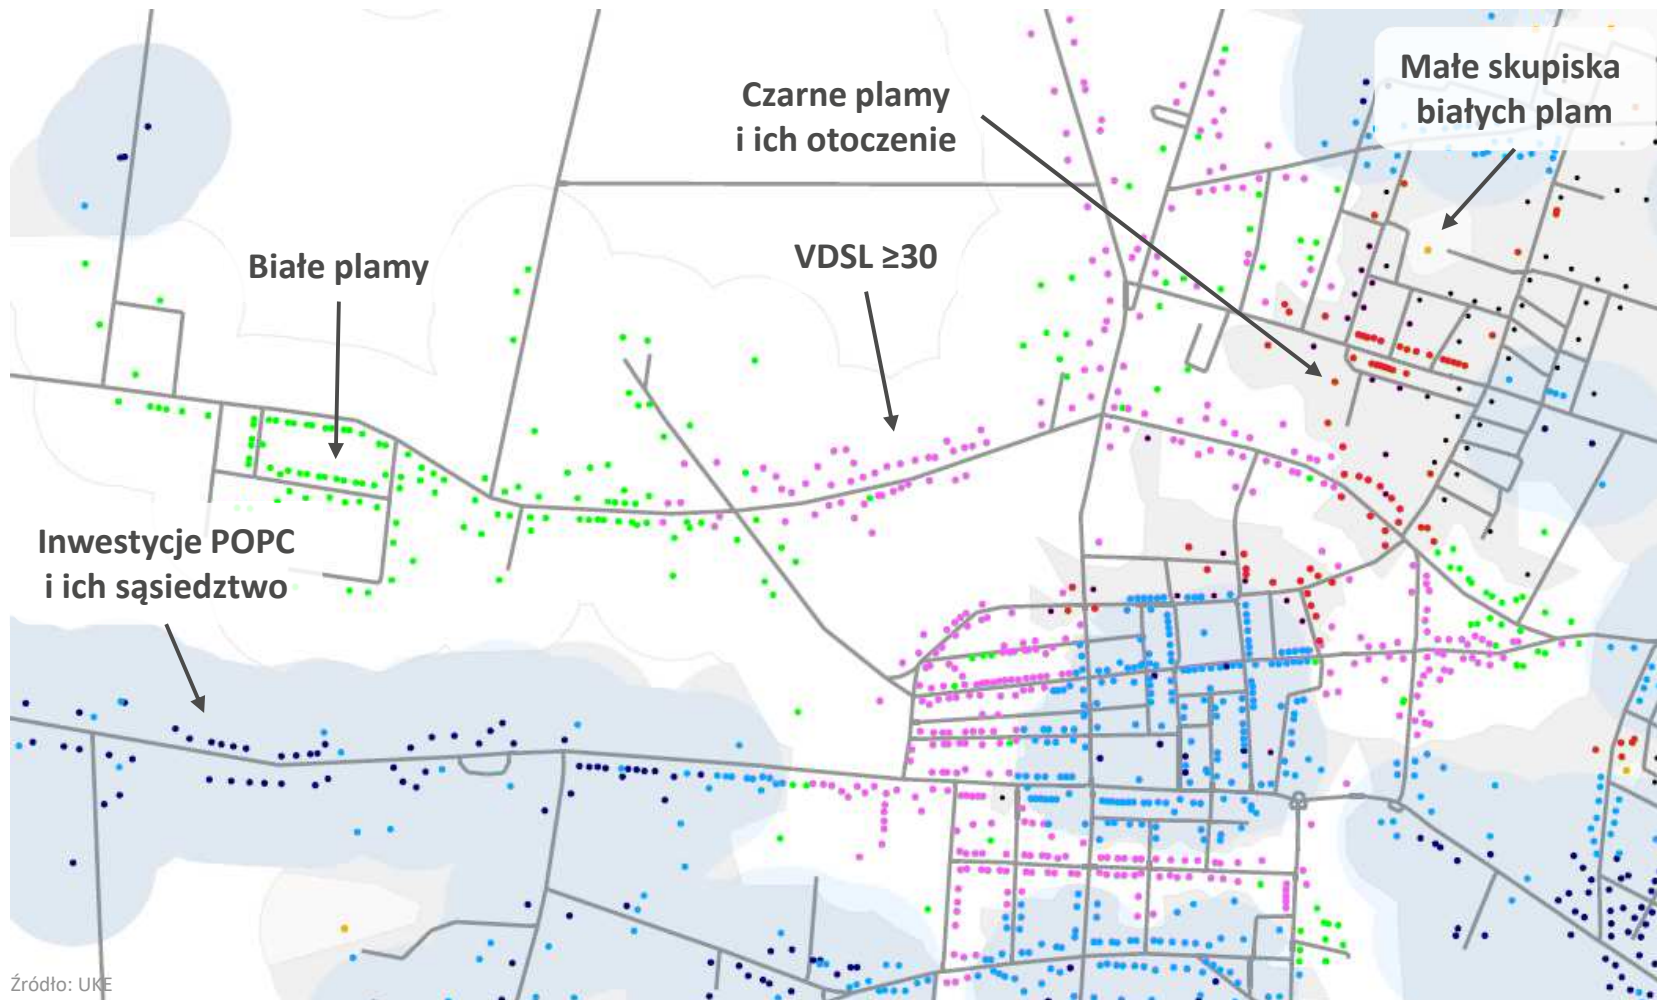 Małe skupiska
białych plam
Czarne plamy
i ich otoczenie
Białe plamy
VDSL ≥30
Inwestycje POPC
i ich sąsiedztwo
Źródło: UKE